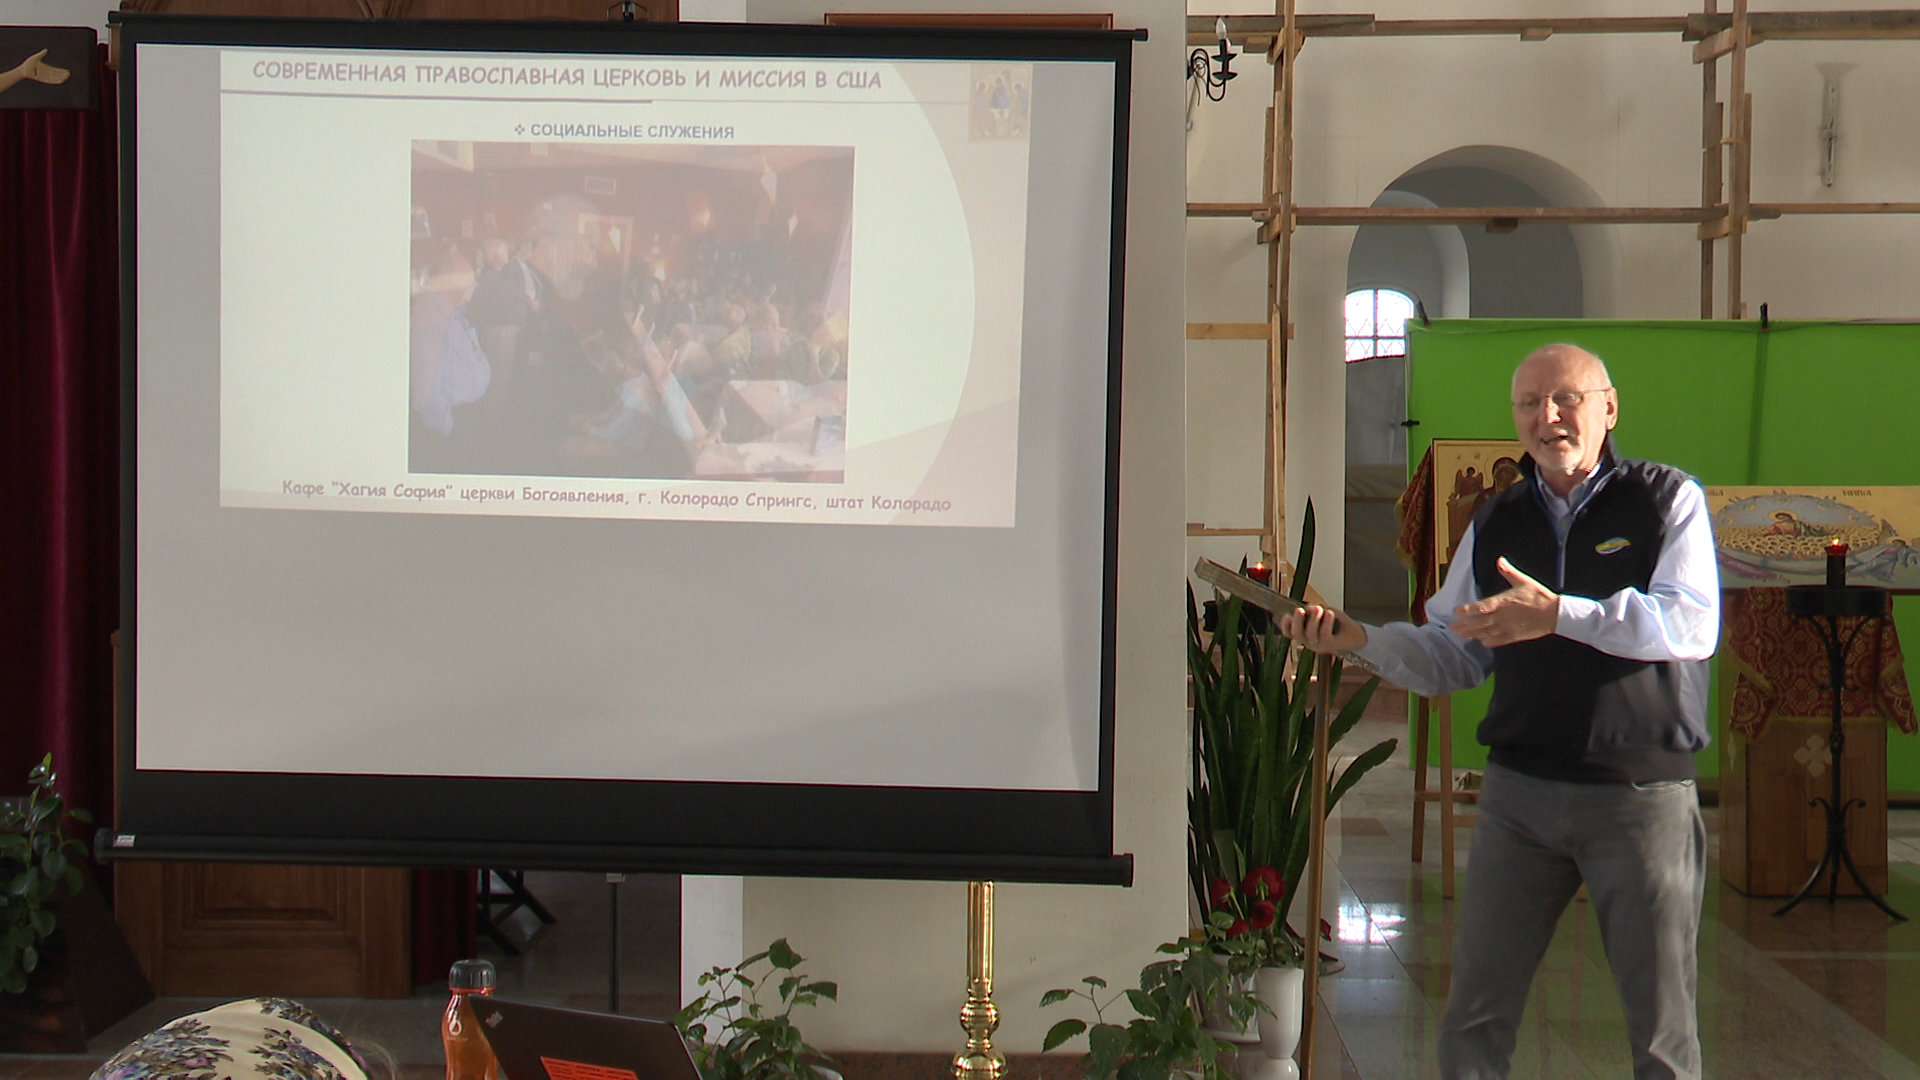 СОВРЕМЕННАЯ ПРАВОСЛАВНАЯ ЦЕРКОВЬ И МИССИЯ В США
❖ СОЦИАЛЬНЫЕ СЛУЖЕНИЯ
Кафе "Хагия София" церкви Богоявления, г. Колорадо Спрингс, штат Колорадо